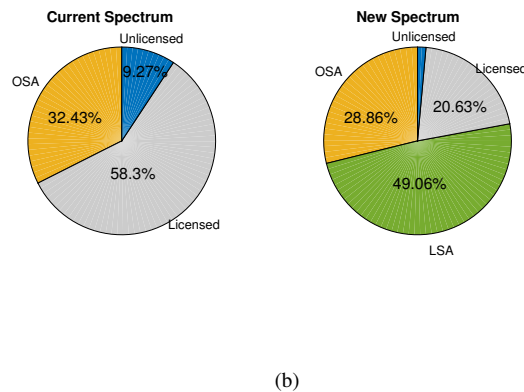 Current Spectrum
Unlicensed
9.27%
OSA
32.43%
58.3%
Licensed
New Spectrum
Unlicensed
Licensed
OSA
28.86%
20.63%
49.06%
LSA
(b)